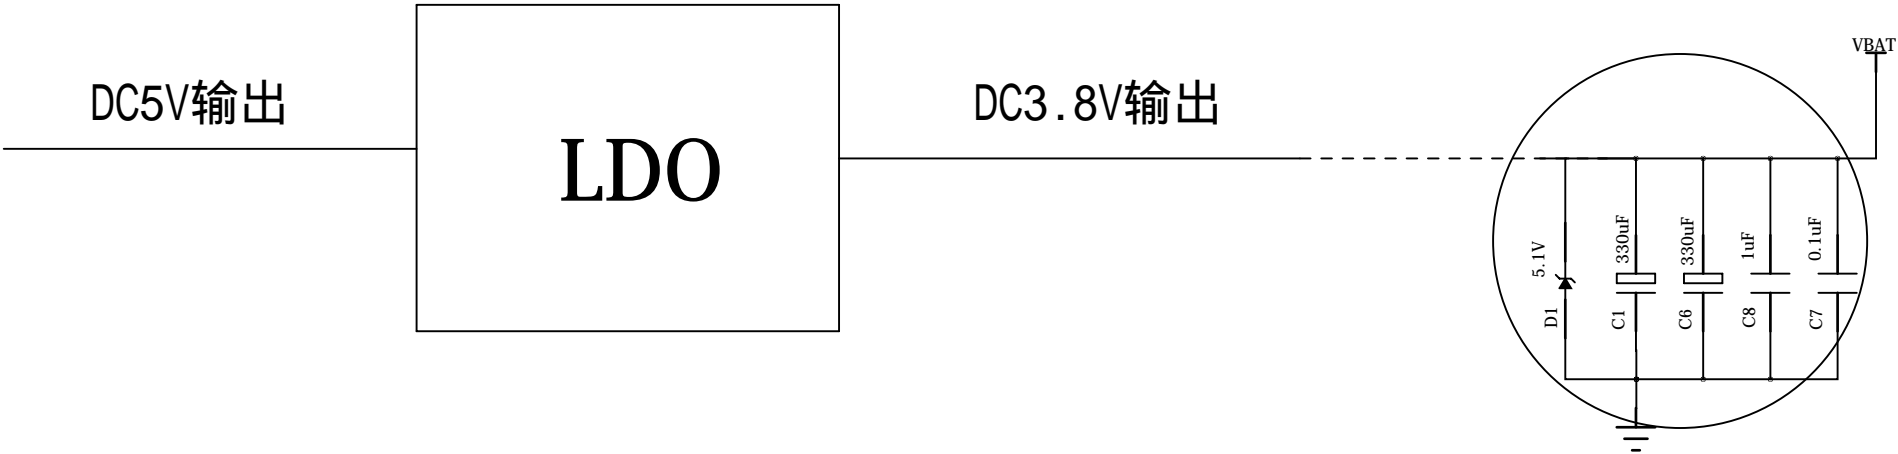 VBAT
DC5V输出
DC3.8V输出
LDO
5.1V
330uF
330uF
1uF
0.1uF
D1
C1
C6
C8
C7